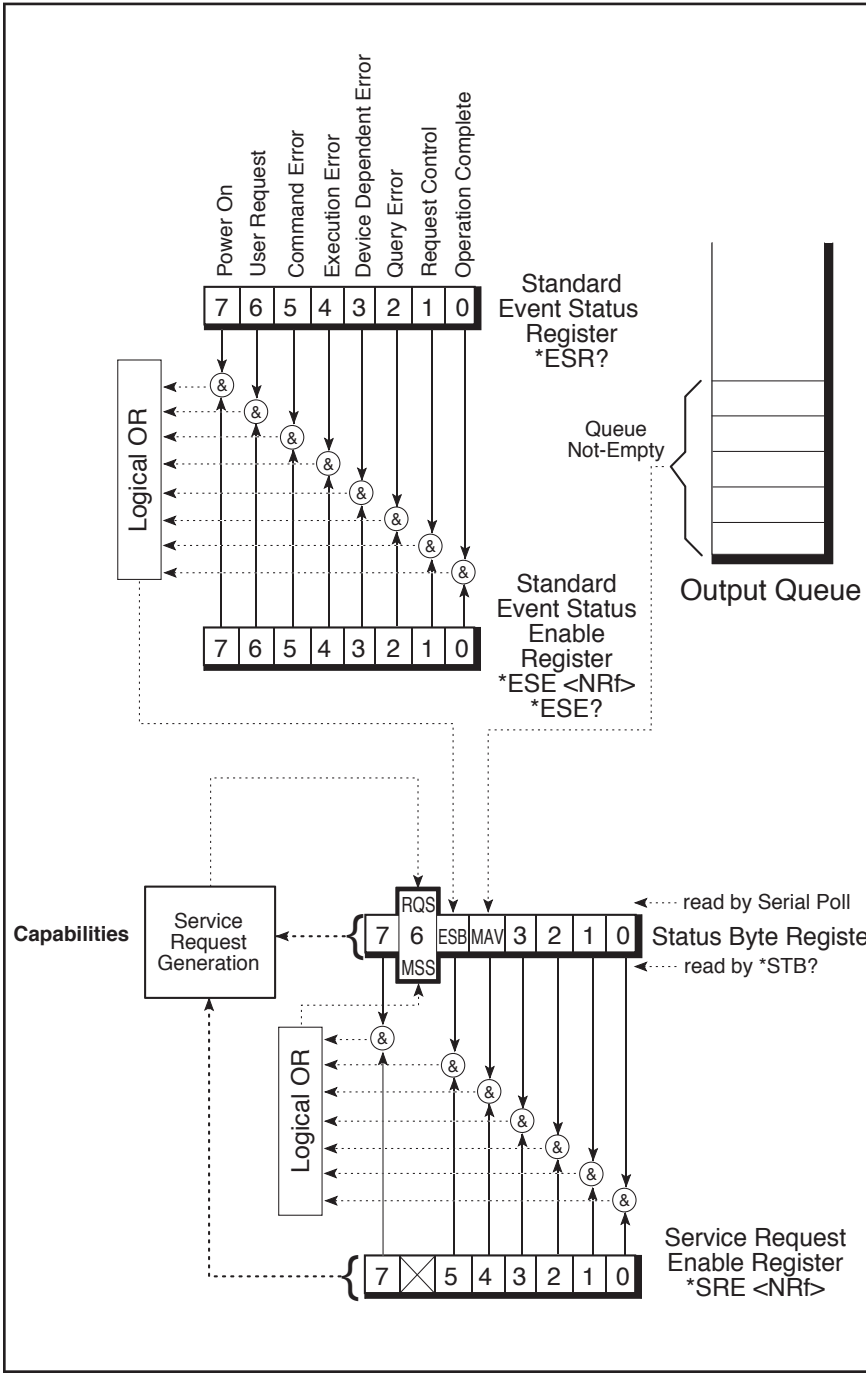 Power On
User Request
Command Error
Execution Error
Device Dependent Error
Query Error
Request Control
Operation Complete
7 6 5 4 3 2 1 0
Standard
Event Status
Register
*ESR?
Logical OR
&
&
&
&
&
&
&
&
Queue
Not-Empty
Output Queue
7 6 5 4 3 2 1 0
Standard
Event Status
Enable
Register
*ESE <NRf>
*ESE?
Capabilities
Service
Request
Generation
RQS
7 6 ESB MAV 3 2 1 0
MSS
read by Serial Poll
Status Byte Register
read by *STB?
Logical OR
&
&
&
&
&
&
&
7 5 4 3 2 1 0
Service Request
Enable Register
*SRE <NRf>